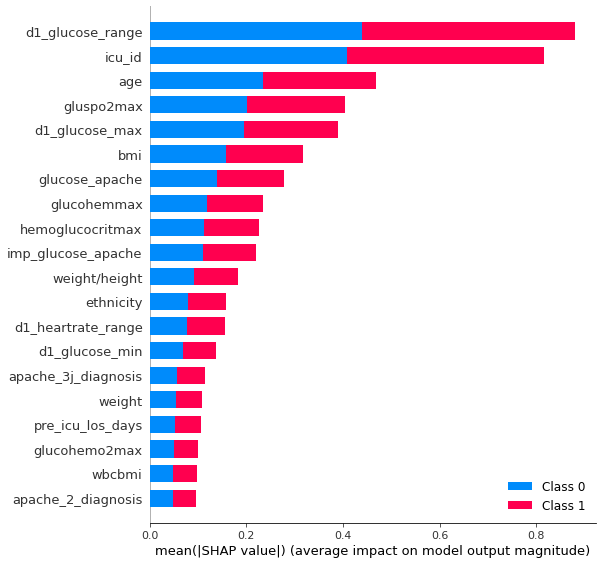 d1_glucose_range
icu_id
age
gluspo2max
d1_glucose_max
bmi
glucose_apache
glucohemmax
hemoglucocritmax
imp_glucose_apache
weight/height
ethnicity
d1_heartrate_range
d1_glucose_min
apache_3j_diagnosis
weight
pre_icu_los_days
glucohemo2max
wbcbmi
apache_2_diagnosis
Class 0
Class 1
0.0 0.2 0.4 0.6 0.8
mean(|SHAP value|) (average impact on model output magnitude)